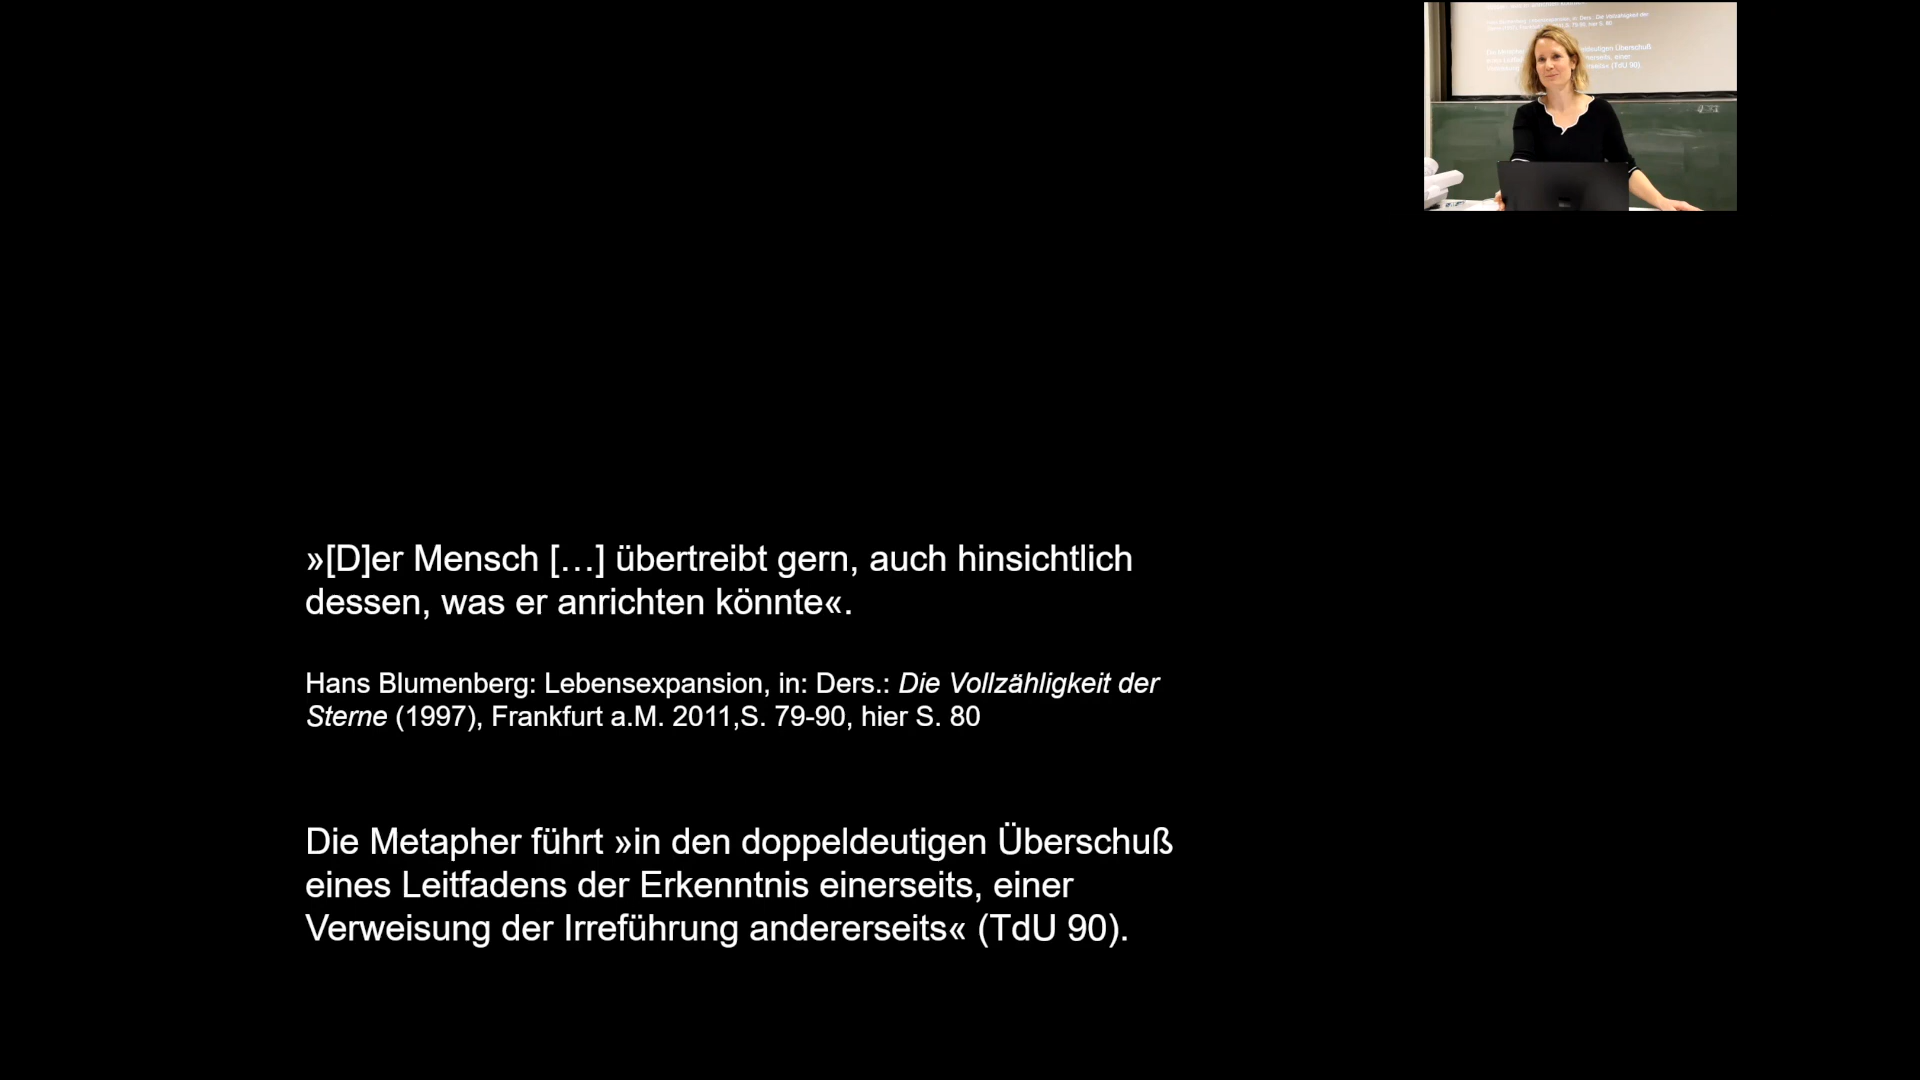 »[D]er Mensch […] übertreibt gern, auch hinsichtlich
dessen, was er anrichten könnte«.
Hans Blumenberg: Lebensexpansion, in: Ders.: Die Vollzähligkeit der
Sterne (1997), Frankfurt a.M. 2011,S. 79-90, hier S. 80
Die Metapher führt »in den doppeldeutigen Überschuß
eines Leitfadens der Erkenntnis einerseits, einer
Verweisung der Irreführung andererseits« (TdU 90).